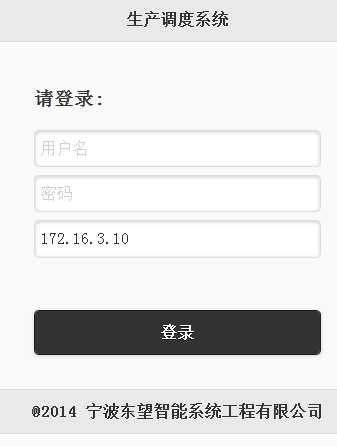 生产调度系统
请登录:
用户名
密码
172.16.3.10
登录
@2014 宁波东望智能系统工程有限公司